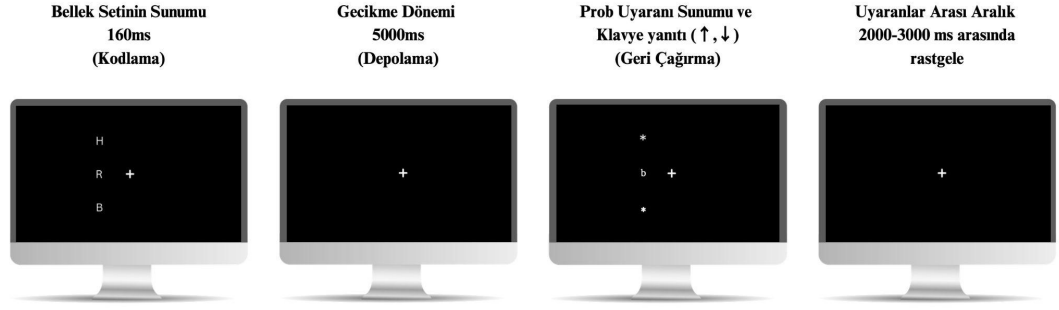 Bellek Setinin Sunumu
160ms
(Kodlama)
H
R +
B
Gecikme Dönemi
5000ms
(Depolama)
+
Prob Uyaranı Sunumu ve
Klavye yanıtı (↑,↓)
(Geri Çağırma)
*
b +
*
Uyaranlar Arası Aralık
2000-3000 ms arasında
rastgele
+